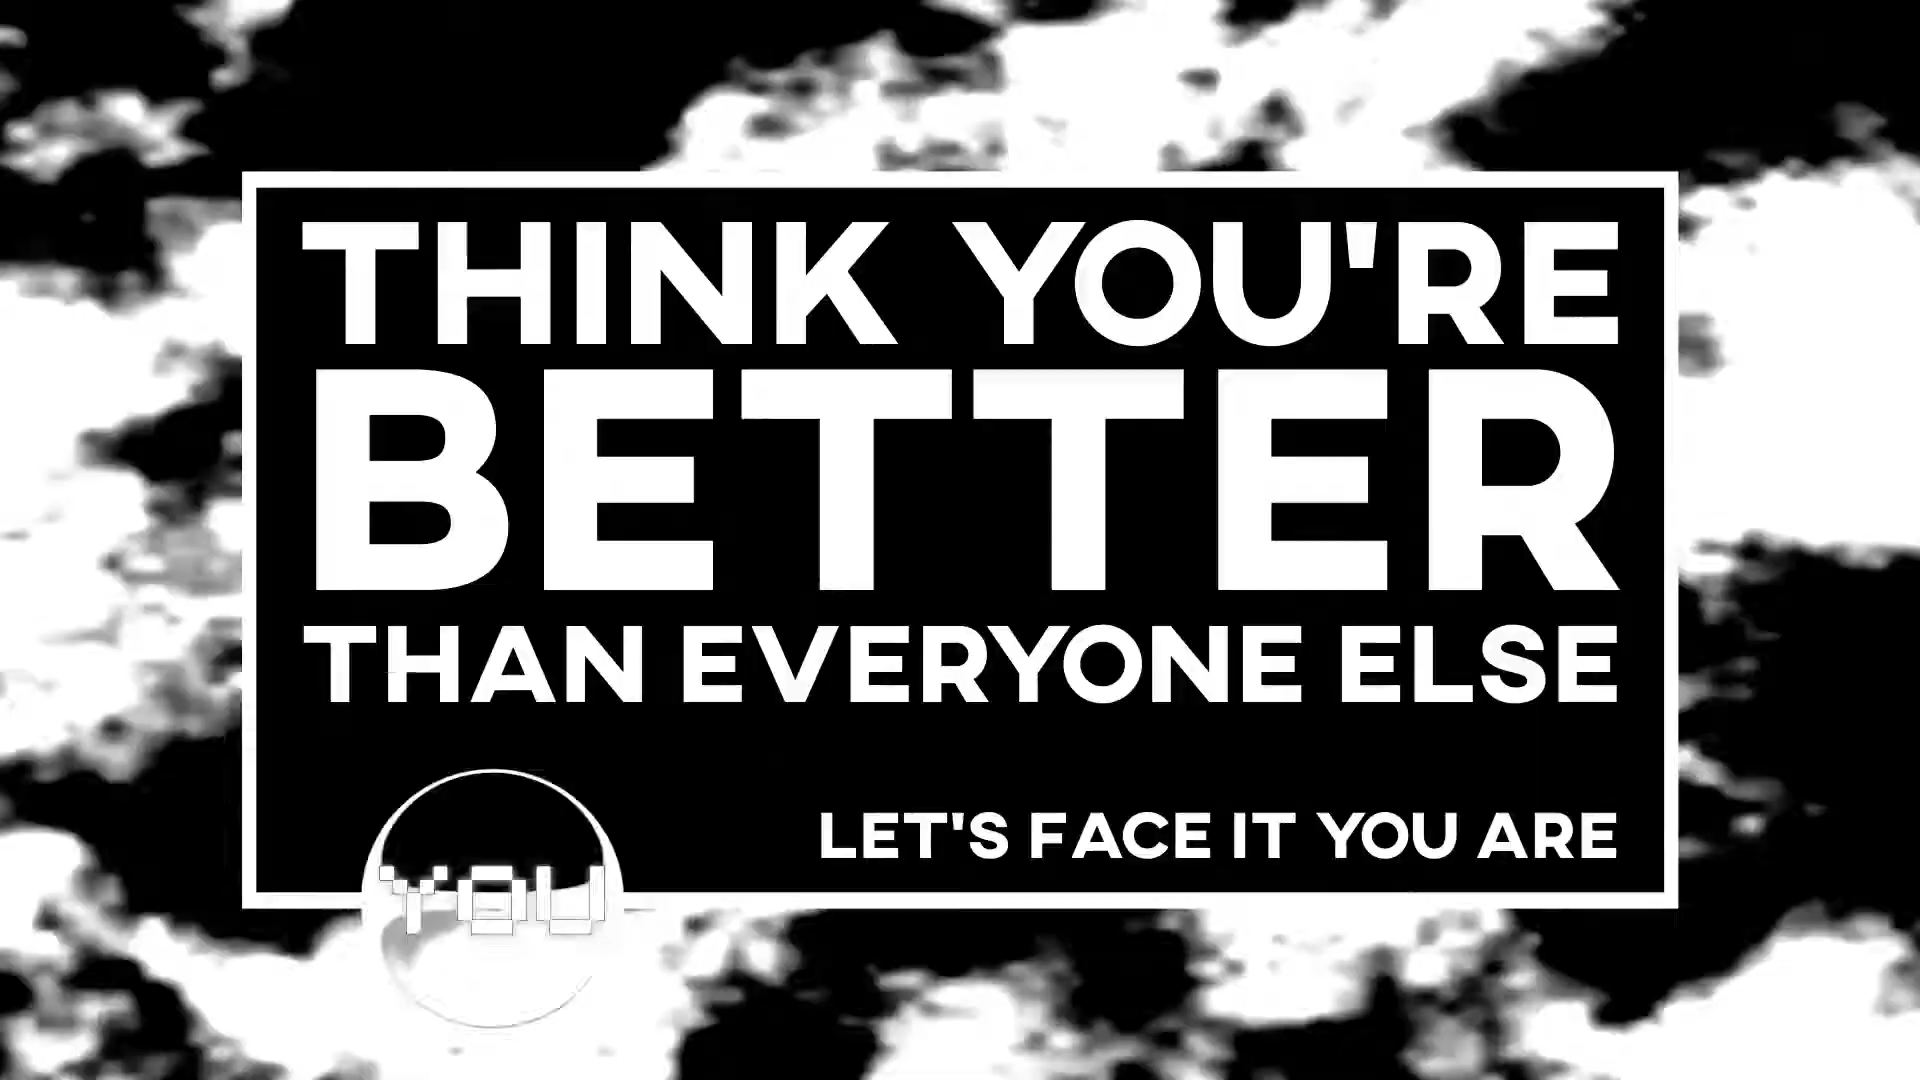 THINK YOU'RE
BETTER
THAN EVERYONE ELSE
LET'S FACE IT YOU ARE
YOU